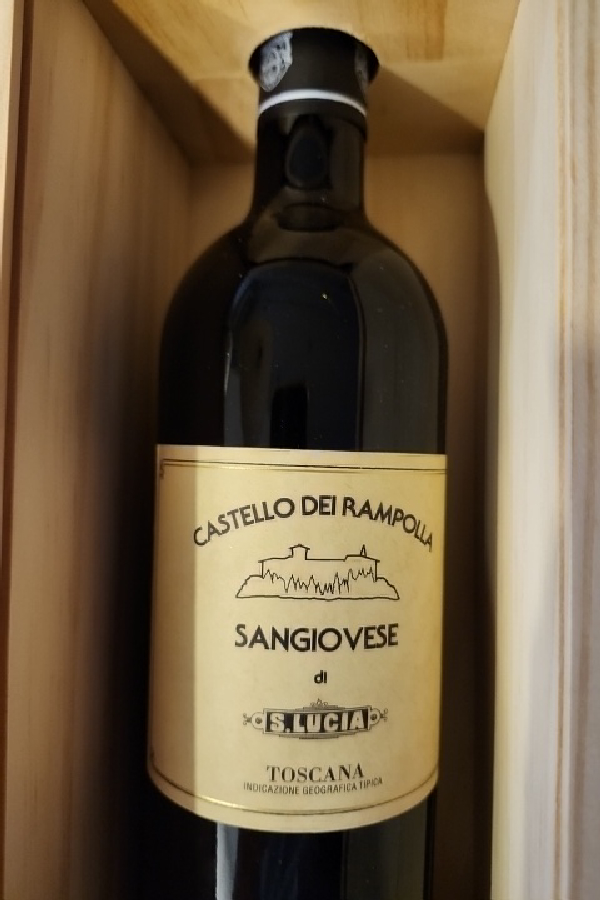 CASTELLO DEI RAMPOLLA
SANGIOVESE
di
S.LUCIA
TOSCANA
INDICAZIONE GEOGRAFICA TIPICA